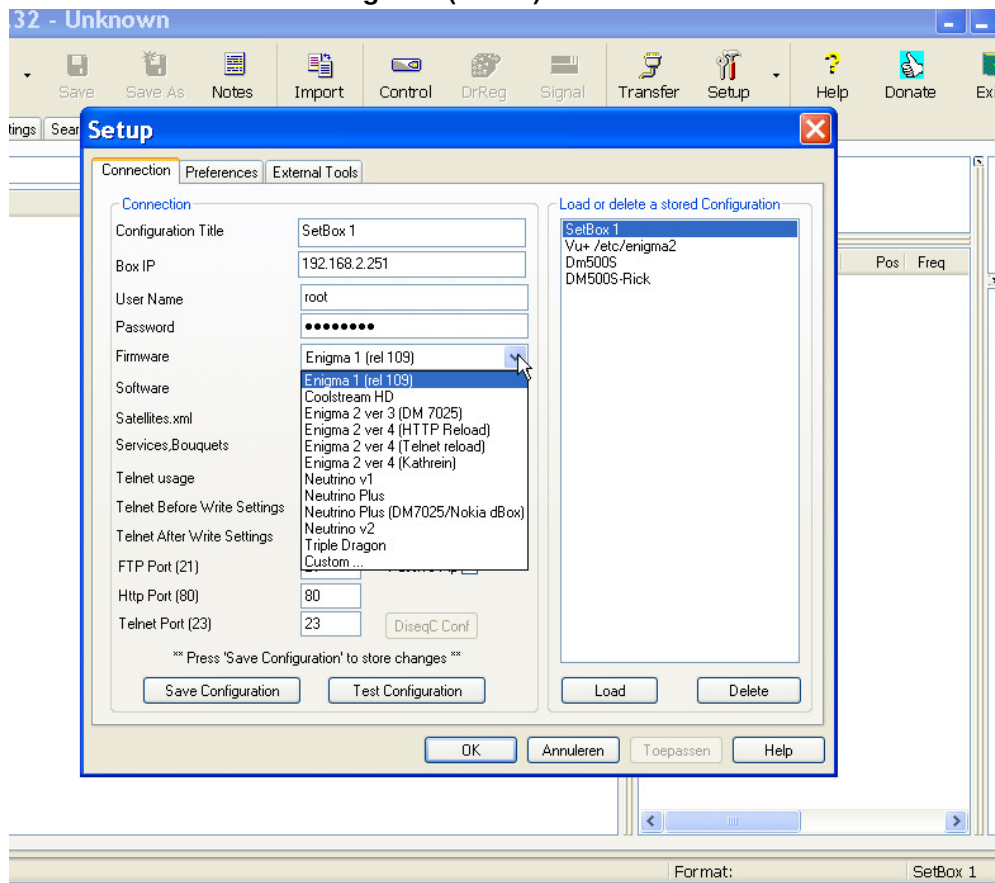 .32 - Unknown
Save Save As Notes Import Control DrReg Signal Transfer Setup Help Donate
tings
Setup
Connection Preferences External Tools
Connection
Load or delete a stored Configuration
Configuration Title SetBox 1
SetBox 1
Vu+ /etc/enigma2
Dm500S
DM500S-Rick
Pos Freq
Box IP 192.168.2.251
User Name root
Password ●●●●●●●●
Firmware Enigma 1 (rel 109)
Enigma 1 (rel 109)
Coolstream HD
Enigma 2 ver 3 (DM 7025)
Enigma 2 ver 4 (HTTP Reload)
Enigma 2 ver 4 (Telnet reload)
Enigma 2 ver 4 (Kathrein)
Neutrino v1
Neutrino Plus
Neutrino Plus (DM7025/Nokia dBox)
Neutrino v2
Triple Dragon
Custom ...
Software
Satellites.xml
Services,Bouquets
Telnet usage
Telnet Before Write Settings
Telnet After Write Settings
FTP Port (21)
Http Port (80) 80
Telnet Port (23) 23 DiseqC Conf
** Press 'Save Configuration' to store changes **
Save Configuration Test Configuration Load Delete
OK Annuleren Toepassen Help
Format: SetBox 1